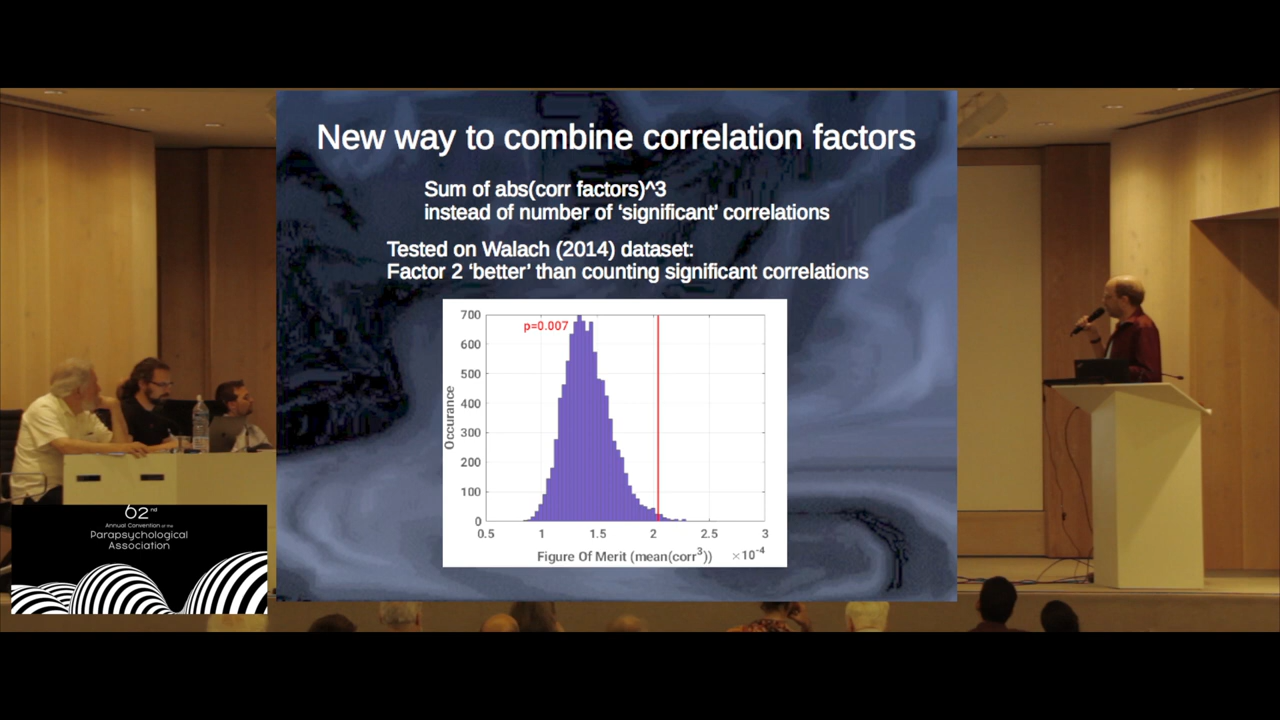 New way to combine correlation factors
Sum of abs(corr factors)^3
instead of number of ‘significant’ correlations
Tested on Walach (2014) dataset:
Factor 2 ‘better’ than counting significant correlations
p=0.007
Occurance
700
600
500
400
300
200
100
0
0.5 1 1.5 2 2.5 3
Figure Of Merit (mean(corr³)) ×10⁻⁴
62nd
Annual Convention of the
Parapsychological
Association